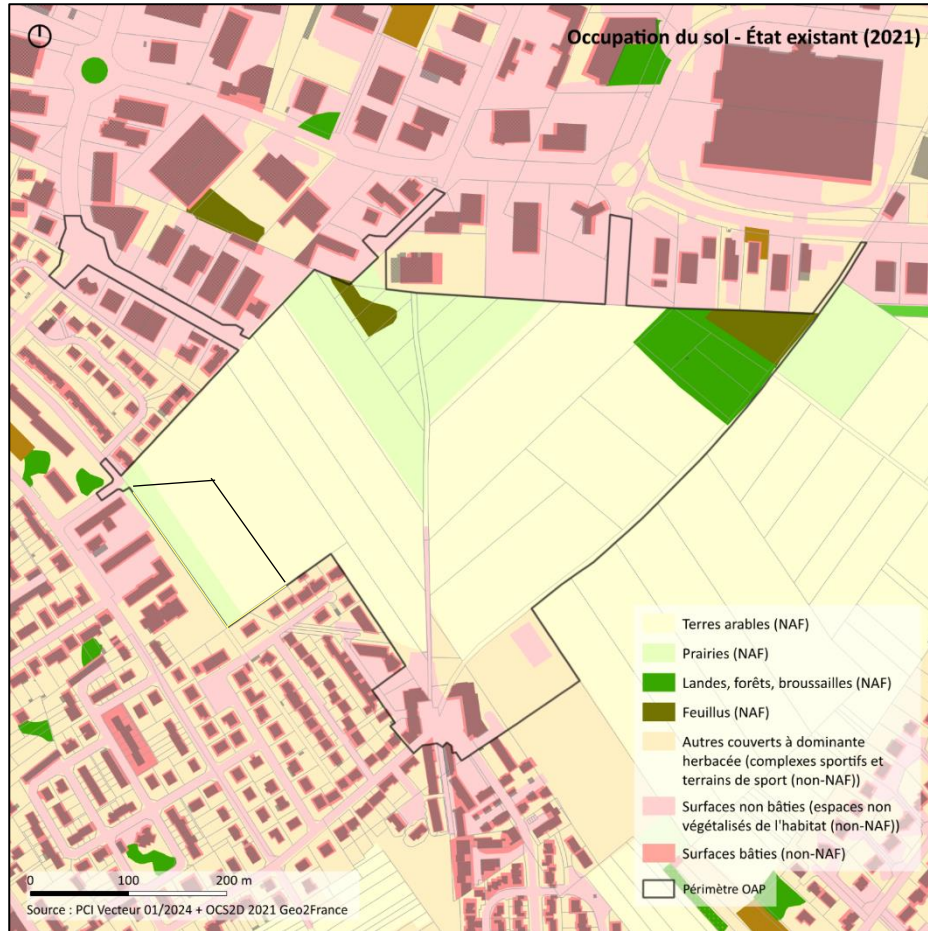 Occupation du sol - État existant (2021)
Terres arables (NAF)
Prairies (NAF)
Landes, forêts, broussailles (NAF)
Feuillus (NAF)
Autres couverts à dominante
herbacée (complexes sportifs et
terrains de sport (non-NAF))
Surfaces non bâties (espaces non
végétalisés de l'habitat (non-NAF))
Surfaces bâties (non-NAF)
Périmètre OAP
0 100 200 m
Source : PCI Vecteur 01/2024 + OCS2D 2021 Geo2France